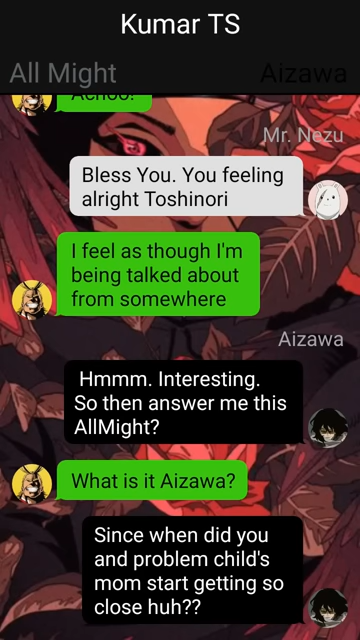 Kumar TS
All Might
Aizawa
Achoo!
Mr. Nezu
Bless You. You feeling
alright Toshinori
I feel as though I'm
being talked about
from somewhere
Aizawa
Hmmm. Interesting.
So then answer me this
AllMight?
What is it Aizawa?
Since when did you
and problem child's
mom start getting so
close huh??